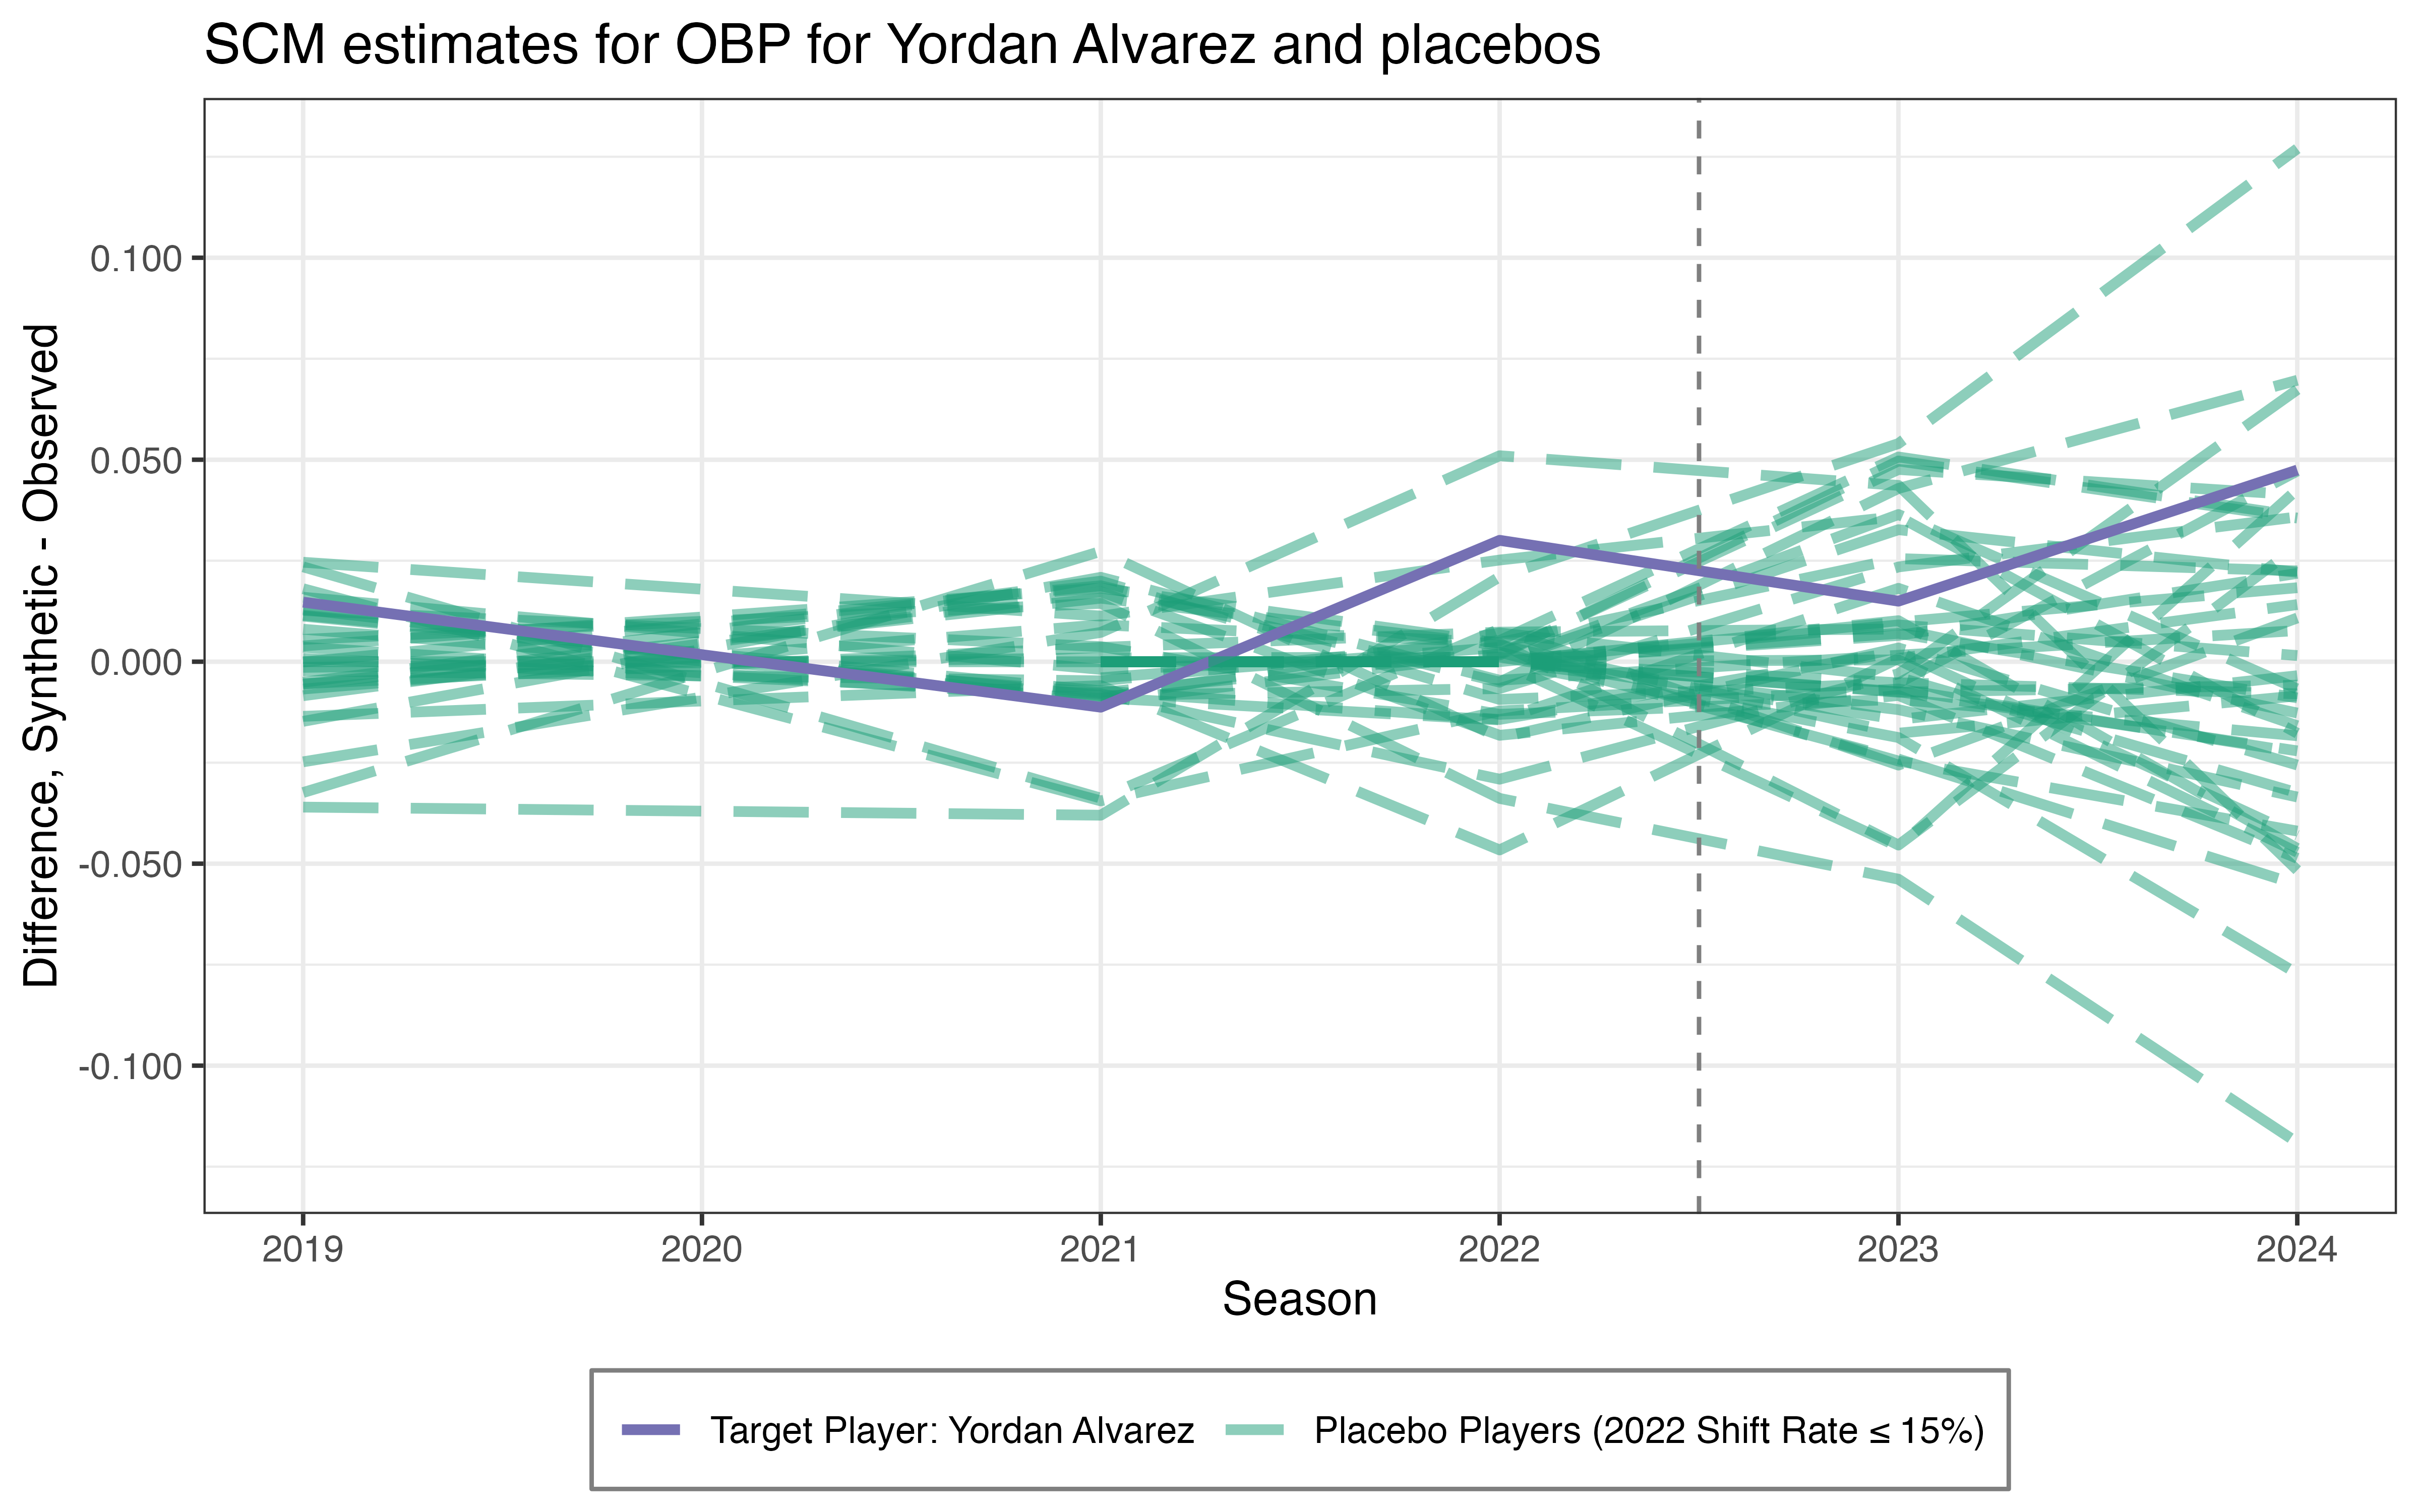 SCM estimates for OBP for Yordan Alvarez and placebos
Difference, Synthetic - Observed
0.100
0.050
0.000
-0.050
-0.100
2019 2020 2021 2022 2023 2024
Season
Target Player: Yordan Alvarez Placebo Players (2022 Shift Rate ≤ 15%)